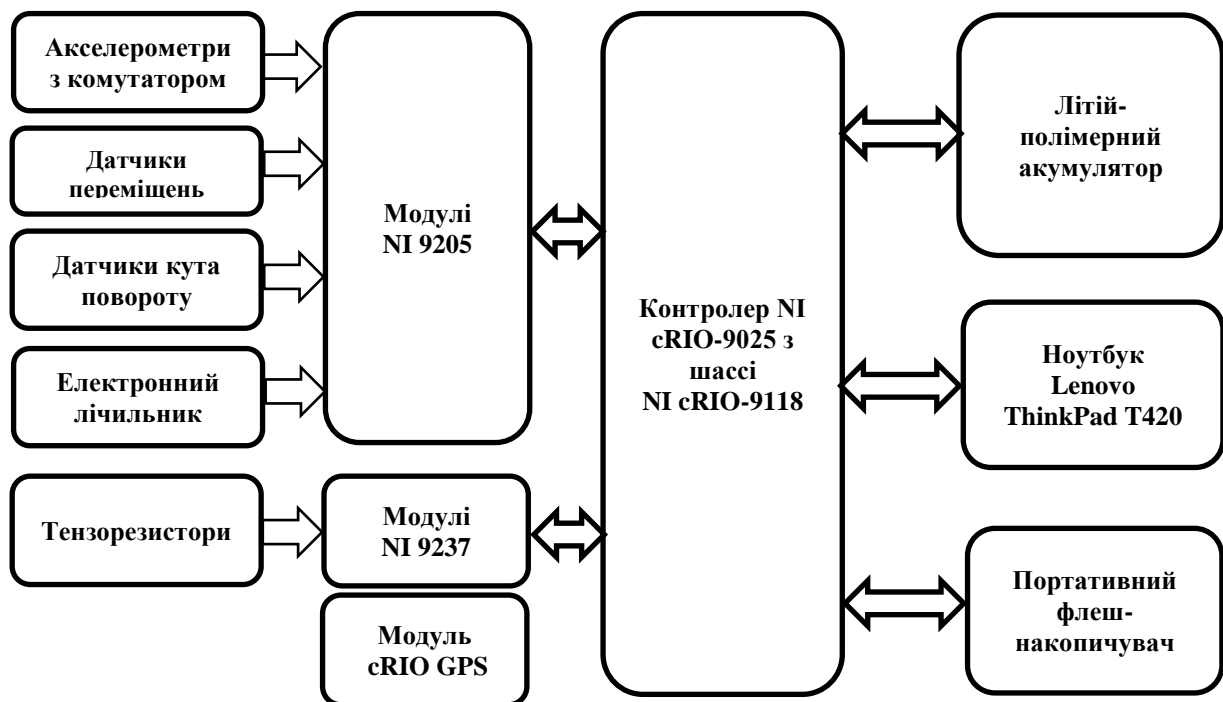 Акселерометри
з комутатором
Датчики
переміщень
Датчики кута
повороту
Електронний
лічильник
Тензорезистори
Модулі
NI 9205
Модулі
NI 9237
Модуль
cRIO GPS
Контролер NI
cRIO-9025 з
шассі
NI cRIO-9118
Літій-
полімерний
акумулятор
Ноутбук
Lenovo
ThinkPad T420
Портативний
флеш-
накопичувач